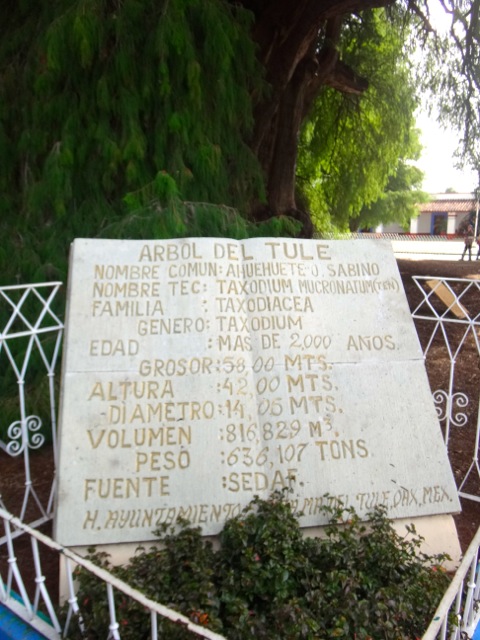 ARBOL DEL TULE
NOMBRE COMUN: AHUEHUETE O SABINO
NOMBRE TEC: TAXODIUM MUCRONATUM (TEN)
FAMILIA : TAXODIACEA
GENERO: TAXODIUM
EDAD : MAS DE 2,000 AÑOS.
GROSOR: 58,00 MTS.
ALTURA : 42,00 MTS.
DIAMETRO: 14,05 MTS.
VOLUMEN : 816,829 M³
PESO : 636,107 TONS.
FUENTE : SEDAF.
H. AYUNTAMIENTO DEL TULE, OAX, MEX.